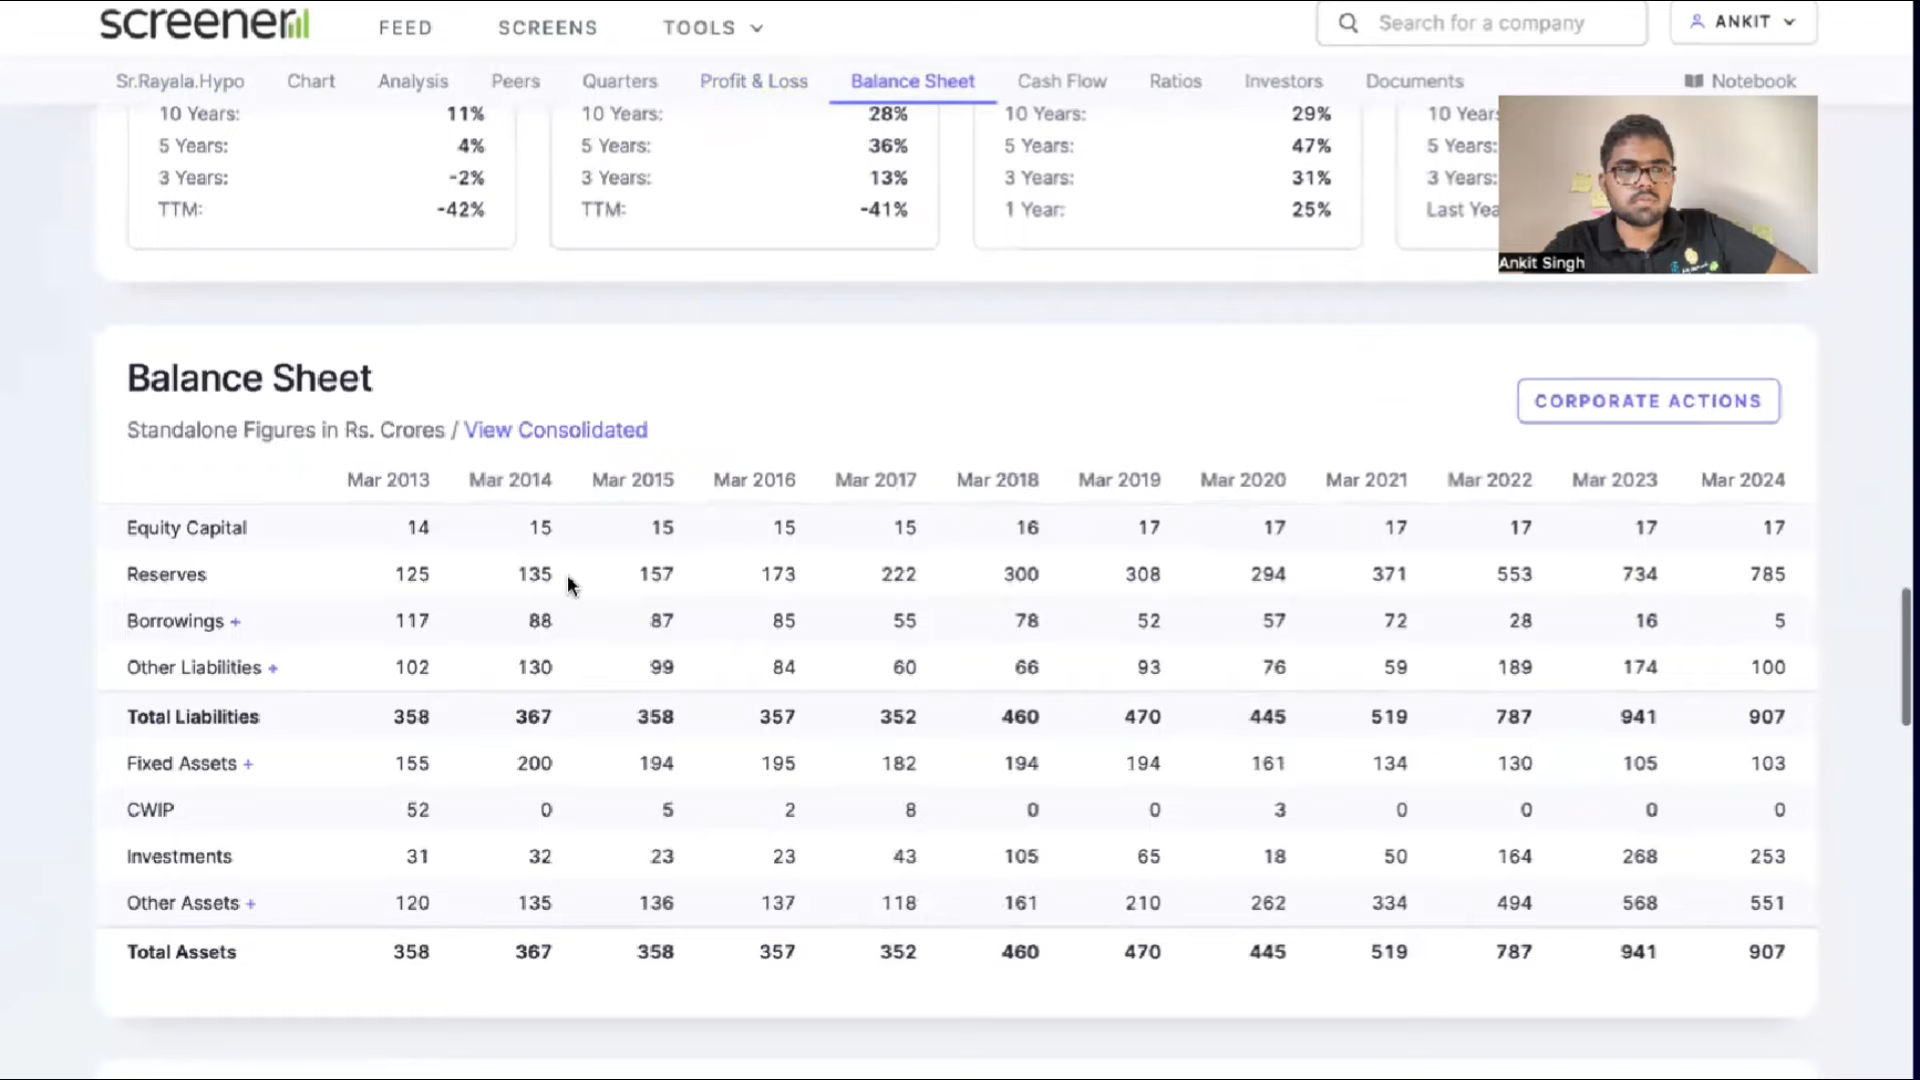 screener FEED SCREENS TOOLS Search for a company ANKIT
Sr.Rayala.Hypo Chart Analysis Peers Quarters Profit & Loss Balance Sheet Cash Flow Ratios Investors Documents Notebook
10 Years: 11% 10 Years: 28% 10 Years: 29% 10 Years:
5 Years: 4% 5 Years: 36% 5 Years: 47% 5 Years:
3 Years: -2% 3 Years: 13% 3 Years: 31% 3 Years:
TTM: -42% TTM: -41% 1 Year: 25% Last Yea
Ankit Singh
Balance Sheet
CORPORATE ACTIONS
Standalone Figures in Rs. Crores / View Consolidated
Mar 2013 Mar 2014 Mar 2015 Mar 2016 Mar 2017 Mar 2018 Mar 2019 Mar 2020 Mar 2021 Mar 2022 Mar 2023 Mar 2024
Equity Capital 14 15 15 15 15 16 17 17 17 17 17 17
Reserves 125 135 157 173 222 300 308 294 371 553 734 785
Borrowings + 117 88 87 85 55 78 52 57 72 28 16 5
Other Liabilities + 102 130 99 84 60 66 93 76 59 189 174 100
Total Liabilities 358 367 358 357 352 460 470 445 519 787 941 907
Fixed Assets + 155 200 194 195 182 194 194 161 134 130 105 103
CWIP 52 0 5 2 8 0 0 3 0 0 0 0
Investments 31 32 23 23 43 105 65 18 50 164 268 253
Other Assets + 120 135 136 137 118 161 210 262 334 494 568 551
Total Assets 358 367 358 357 352 460 470 445 519 787 941 907